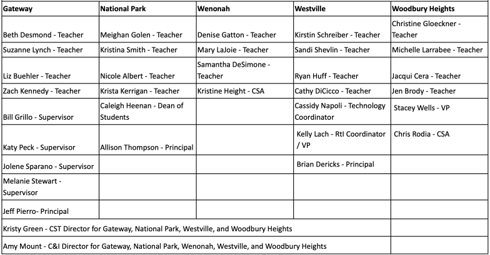 Gateway National Park Wenonah Westville Woodbury Heights
Beth Desmond - Teacher Meighan Golen - Teacher Denise Gatton - Teacher Kirstin Schreiber - Teacher Christine Gloeckner -
Teacher
Suzanne Lynch - Teacher Kristina Smith - Teacher Mary LaJoie - Teacher Sandi Shevlin - Teacher Michelle Larrabee - Teacher
Liz Buehler - Teacher Nicole Albert - Teacher Samantha DeSimone -
Teacher Ryan Huff - Teacher Jacqui Cera - Teacher
Zach Kennedy - Teacher Krista Kerrigan - Teacher Kristine Height - CSA Cathy DiCicco - Teacher Jen Brody - Teacher
Bill Grillo - Supervisor Caleigh Heenan - Dean of
Students Cassidy Napoli - Technology
Coordinator Stacey Wells - VP
Katy Peck - Supervisor Allison Thompson - Principal Kelly Lach - RtI Coordinator
/ VP Chris Rodia - CSA
Jolene Sparano - Supervisor Brian Dericks - Principal
Melanie Stewart -
Supervisor
Jeff Pierro- Principal
Kristy Green - CST Director for Gateway, National Park, Westville, and Woodbury Heights
Amy Mount - C&I Director for Gateway, National Park, Wenonah, Westville, and Woodbury Heights